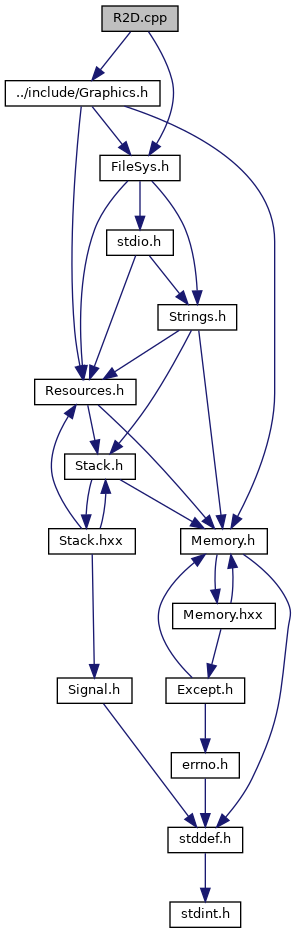 R2D.cpp
../include/Graphics.h
FileSys.h
stdio.h
Strings.h
Resources.h
Stack.h
Stack.hxx
Memory.h
Memory.hxx
Signal.h
Except.h
errno.h
stddef.h
stdint.h